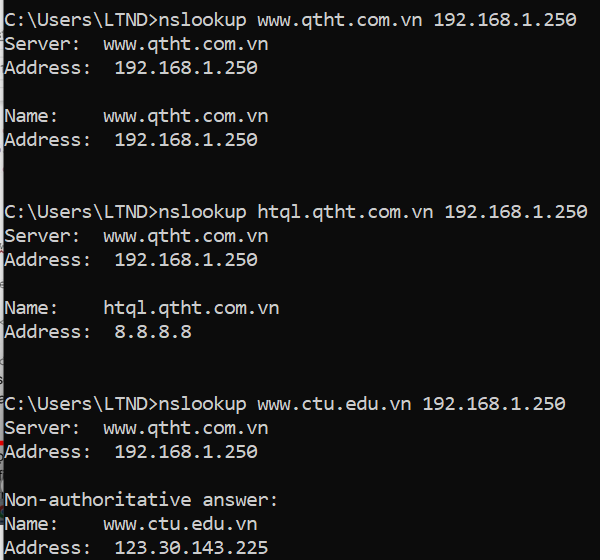 C:\Users\LTND>nslookup www.qtht.com.vn 192.168.1.250
Server:  www.qtht.com.vn
Address:  192.168.1.250
Name:    www.qtht.com.vn
Address:  192.168.1.250
C:\Users\LTND>nslookup htql.qtht.com.vn 192.168.1.250
Server:  www.qtht.com.vn
Address:  192.168.1.250
Name:    htql.qtht.com.vn
Address:  8.8.8.8
C:\Users\LTND>nslookup www.ctu.edu.vn 192.168.1.250
Server:  www.qtht.com.vn
Address:  192.168.1.250
Non-authoritative answer:
Name:    www.ctu.edu.vn
Address:  123.30.143.225